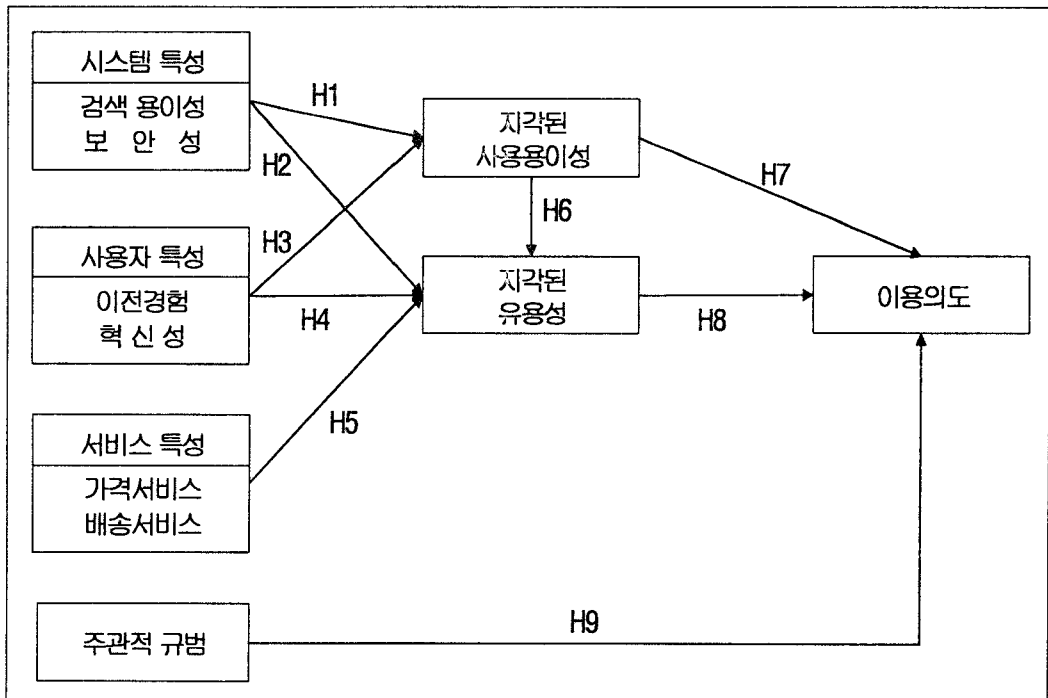 시스템 특성
검색 용이성
보 안 성
H1
지각된
사용용이성
H2
H7
H6
H3
사용자 특성
이전경험
혁 신 성
H4
지각된
유용성
H8
이용의도
H5
서비스 특성
가격서비스
배송서비스
H9
주관적 규범